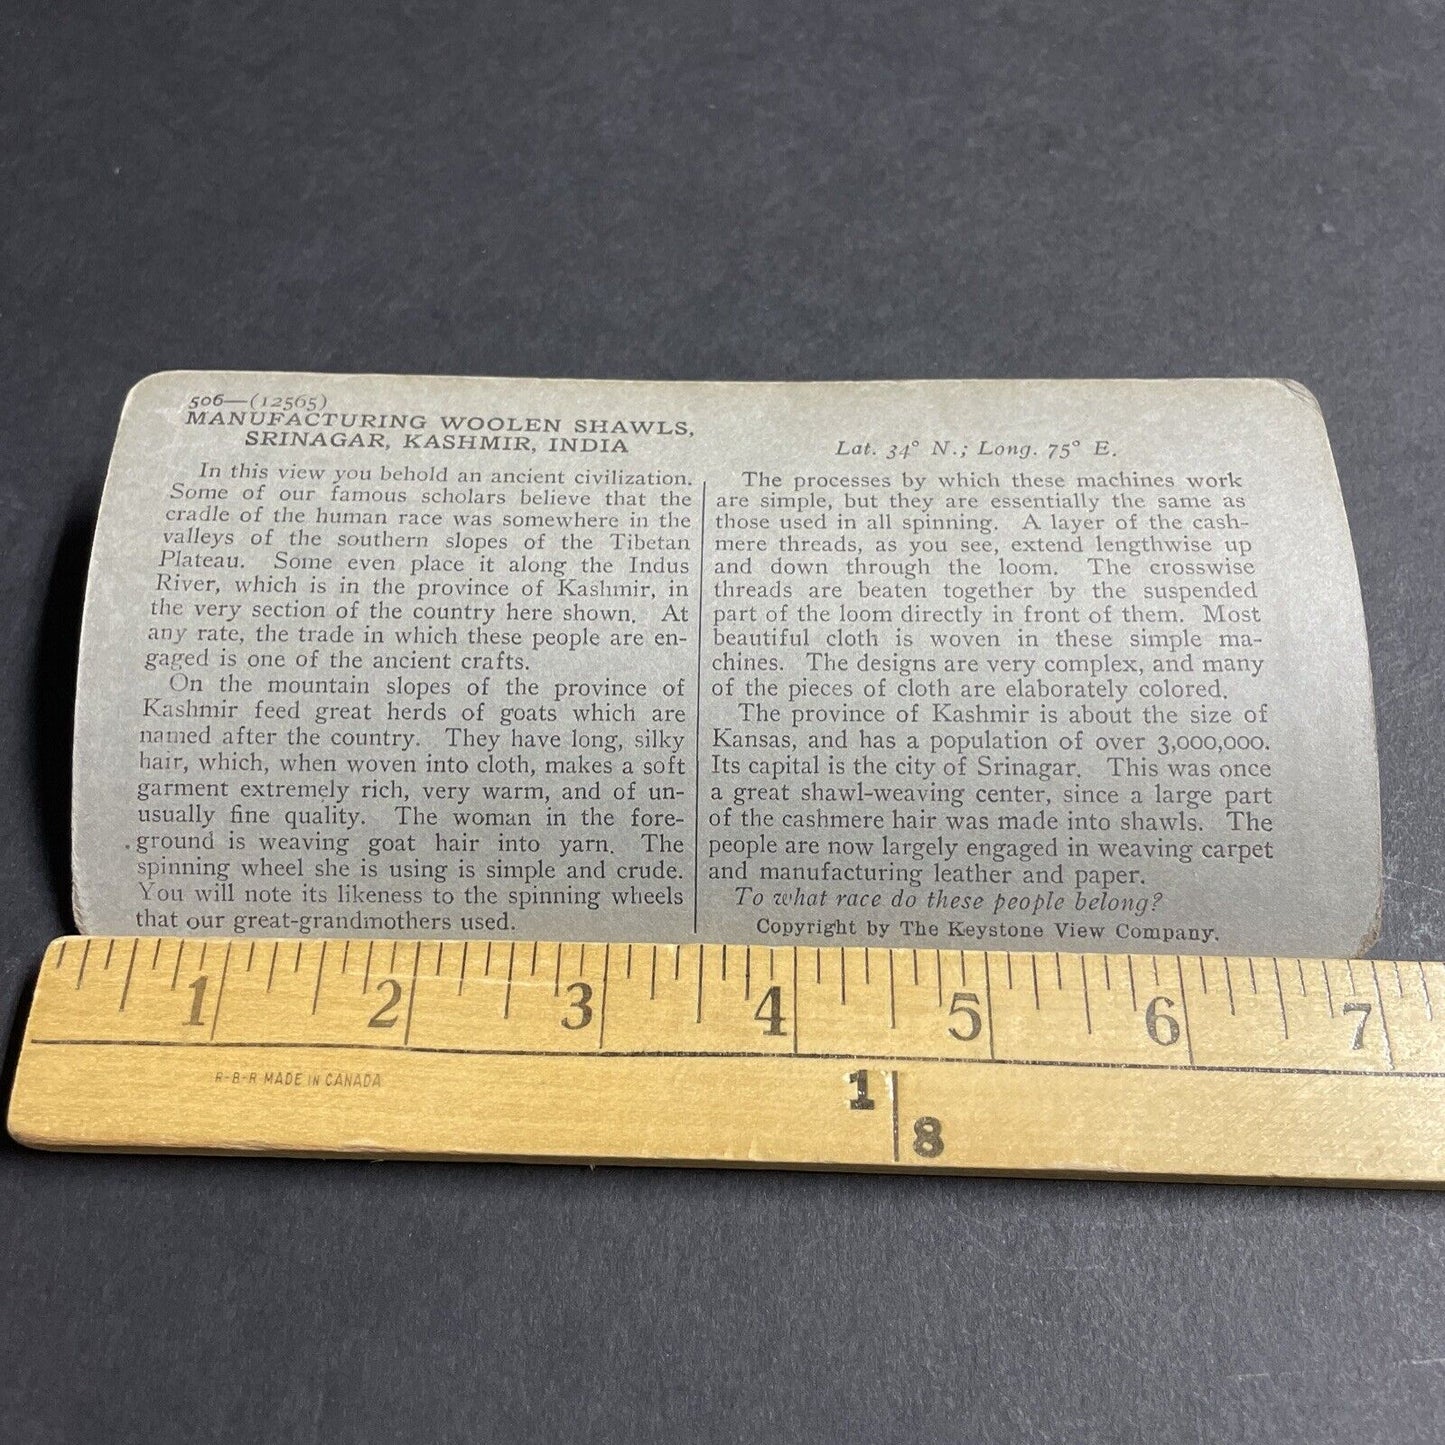 506—(12565)
MANUFACTURING WOOLEN SHAWLS,
SRINAGAR, KASHMIR, INDIA
In this view you behold an ancient civilization.
Some of our famous scholars believe that the
cradle of the human race was somewhere in the
valleys of the southern slopes of the Tibetan
Plateau. Some even place it along the Indus
River, which is in the province of Kashmir, in
the very section of the country here shown. At
any rate, the trade in which these people are en-
gaged is one of the ancient crafts.
On the mountain slopes of the province of
Kashmir feed great herds of goats which are
named after the country. They have long, silky
hair, which, when woven into cloth, makes a soft
garment extremely rich, very warm, and of un-
usually fine quality. The woman in the fore-
ground is weaving goat hair into yarn. The
spinning wheel she is using is simple and crude.
You will note its likeness to the spinning wheels
that our great-grandmothers used.
Lat. 34° N.; Long. 75° E.
The processes by which these machines work
are simple, but they are essentially the same as
those used in all spinning. A layer of the cash-
mere threads, as you see, extend lengthwise up
and down through the loom. The crosswise
threads are beaten together by the suspended
part of the loom directly in front of them. Most
beautiful cloth is woven in these simple ma-
chines. The designs are very complex, and many
of the pieces of cloth are elaborately colored.
The province of Kashmir is about the size of
Kansas, and has a population of over 3,000,000.
Its capital is the city of Srinagar. This was once
a great shawl-weaving center, since a large part
of the cashmere hair was made into shawls. The
people are now largely engaged in weaving carpet
and manufacturing leather and paper.
To what race do these people belong?
Copyright by The Keystone View Company.
1 2 3 4 5 6 7
R-B-R MADE IN CANADA
1
8